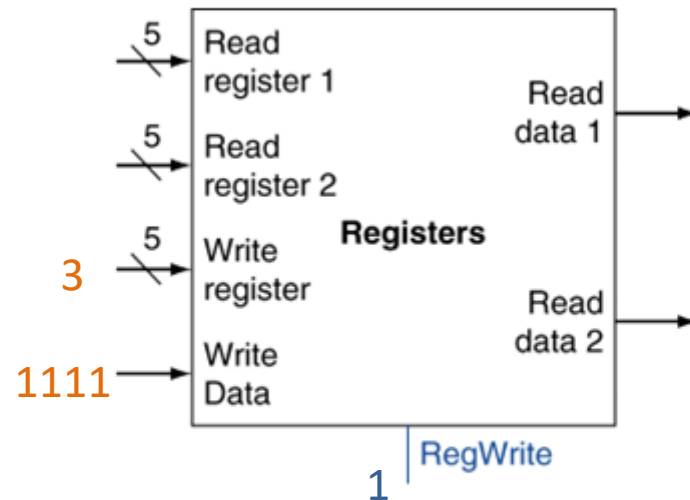 5
Read
register 1
5
Read
register 2
5
3
Write
register
1111
Write
Data
Registers
Read
data 1
Read
data 2
RegWrite
1